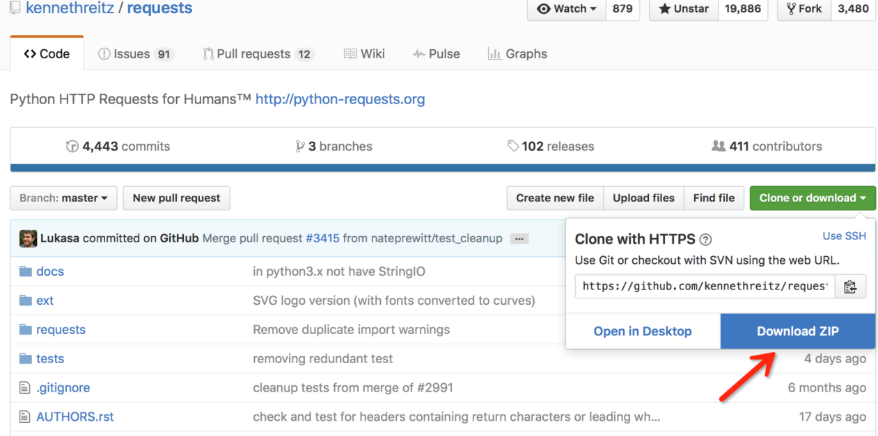 kennethreitz / requests
Watch 879 Unstar 19,886 Fork 3,480
Code Issues 91 Pull requests 12 Wiki Pulse Graphs
Python HTTP Requests for Humans™ http://python-requests.org
4,443 commits 3 branches 102 releases 411 contributors
Branch: master New pull request Create new file Upload files Find file Clone or download
Lukasa committed on GitHub Merge pull request #3415 from nateprewitt/test_cleanup ...
Clone with HTTPS ? Use SSH
Use Git or checkout with SVN using the web URL.
https://github.com/kennethreitz/reques
Open in Desktop Download ZIP
docs in python3.x not have StringIO
ext SVG logo version (with fonts converted to curves)
requests Remove duplicate import warnings
tests removing redundant test 4 days ago
.gitignore cleanup tests from merge of #2991 6 months ago
AUTHORS.rst check and test for headers containing return characters or leading wh... 17 days ago